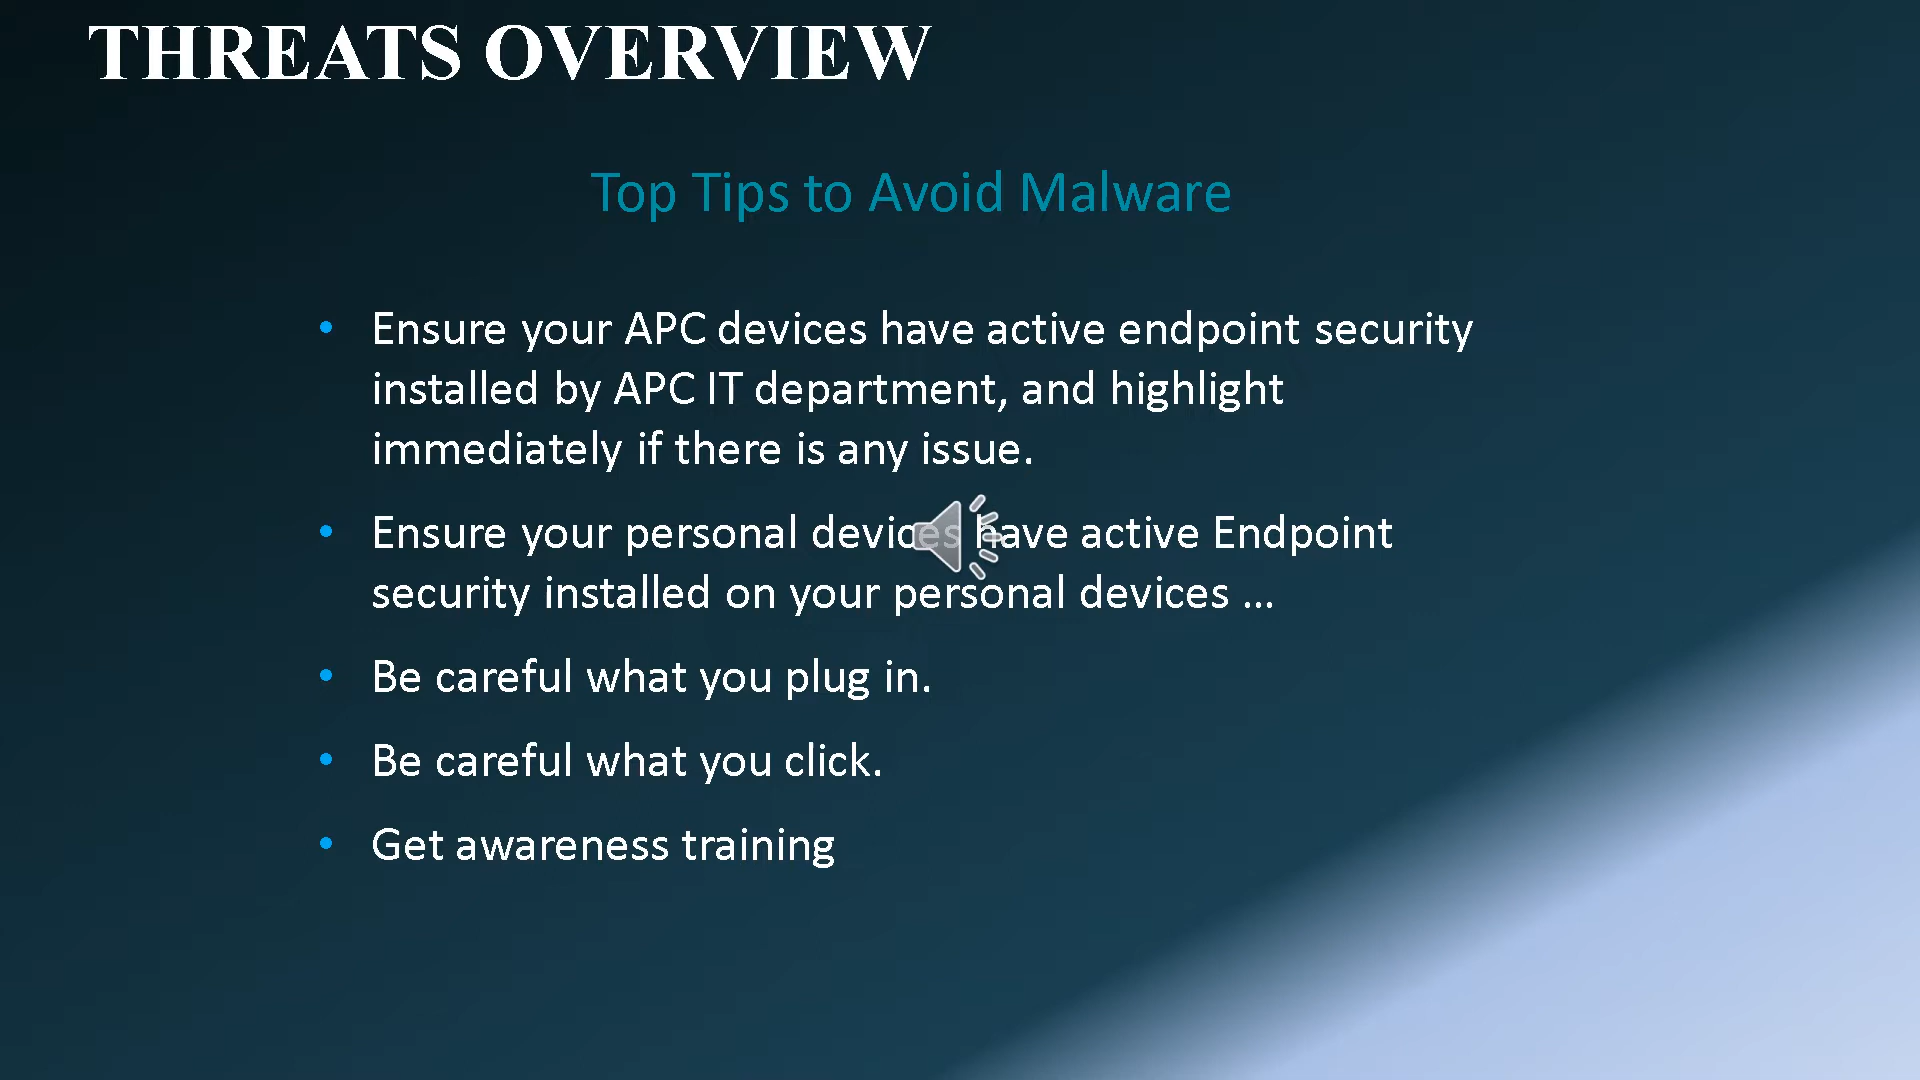 THREATS OVERVIEW
Top Tips to Avoid Malware
• Ensure your APC devices have active endpoint security
installed by APC IT department, and highlight
immediately if there is any issue.
• Ensure your personal devices have active Endpoint
security installed on your personal devices ...
• Be careful what you plug in.
• Be careful what you click.
• Get awareness training